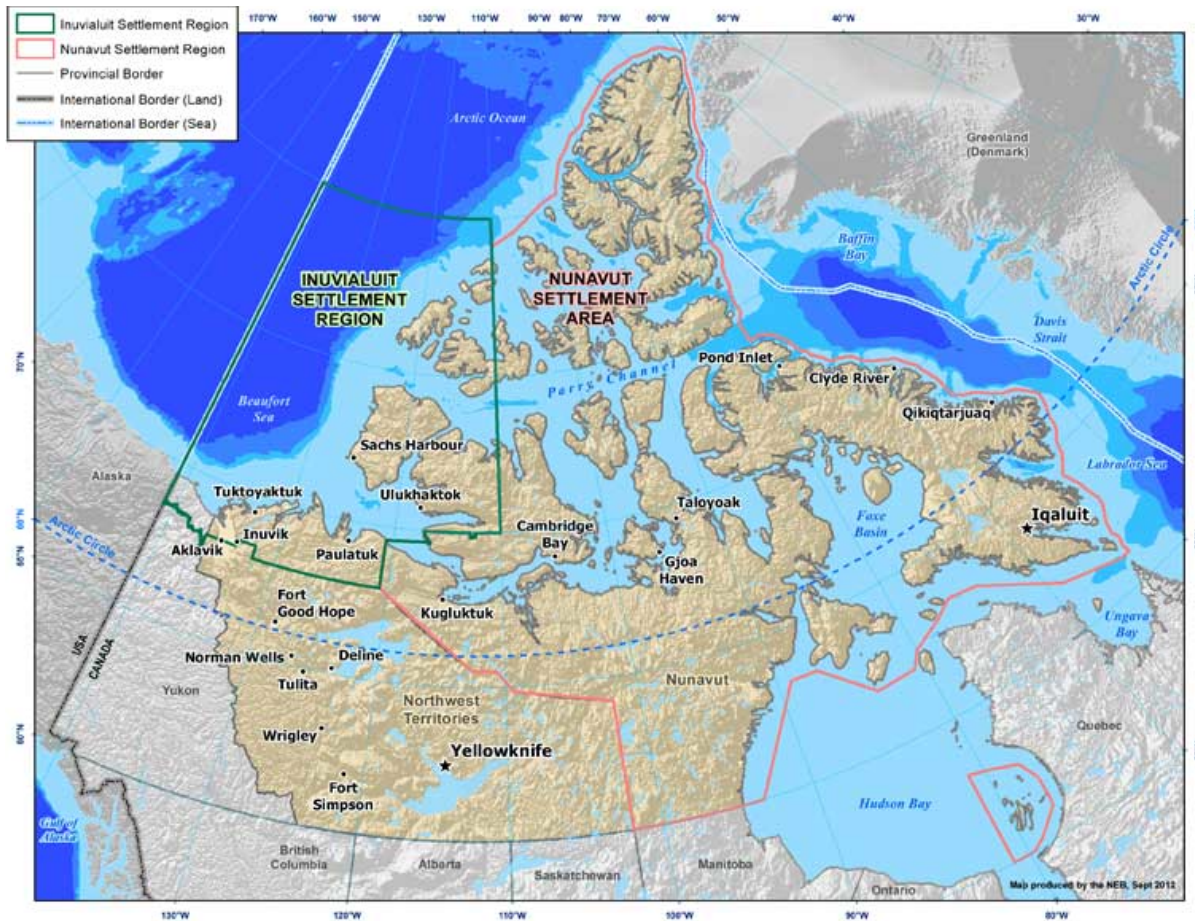 Inuvialuit Settlement Region
Nunavut Settlement Region
Provincial Border
International Border (Land)
International Border (Sea)
170°W
160°W
150°W
140°W
130°W
120°W
110°W
100°W
90°W
80°W
70°W
60°W
50°W
40°W
30°W
Arctic Ocean
Greenland
(Denmark)
Baffin
Bay
Arctic Circle
Davis
Strait
INUVIALUIT
SETTLEMENT
REGION
NUNAVUT
SETTLEMENT
AREA
Parry Channel
Pond Inlet
Clyde River
Qikiqtarjuaq
70°N
Beaufort
Sea
Sachs Harbour
Labrador Sea
Alaska
Tuktoyaktuk
Ulukhaktok
Taloyoak
Iqaluit
Foxe
Basin
Cambridge
Bay
Inuvik
Aklavik
Paulatuk
Gjoa
Haven
Arctic Circle
65°N
Fort
Good Hope
Kugluktuk
Ungava
Bay
USA
CANADA
Norman Wells
Deline
Tulita
Yukon
Northwest
Territories
Nunavut
Quebec
60°N
Wrigley
Yellowknife
Fort
Simpson
Hudson Bay
Gulf of
Alaska
British
Columbia
Alberta
Saskatchewan
Manitoba
Ontario
Map produced by the NEB, Sept 2012
130°W
120°W
110°W
100°W
90°W
80°W